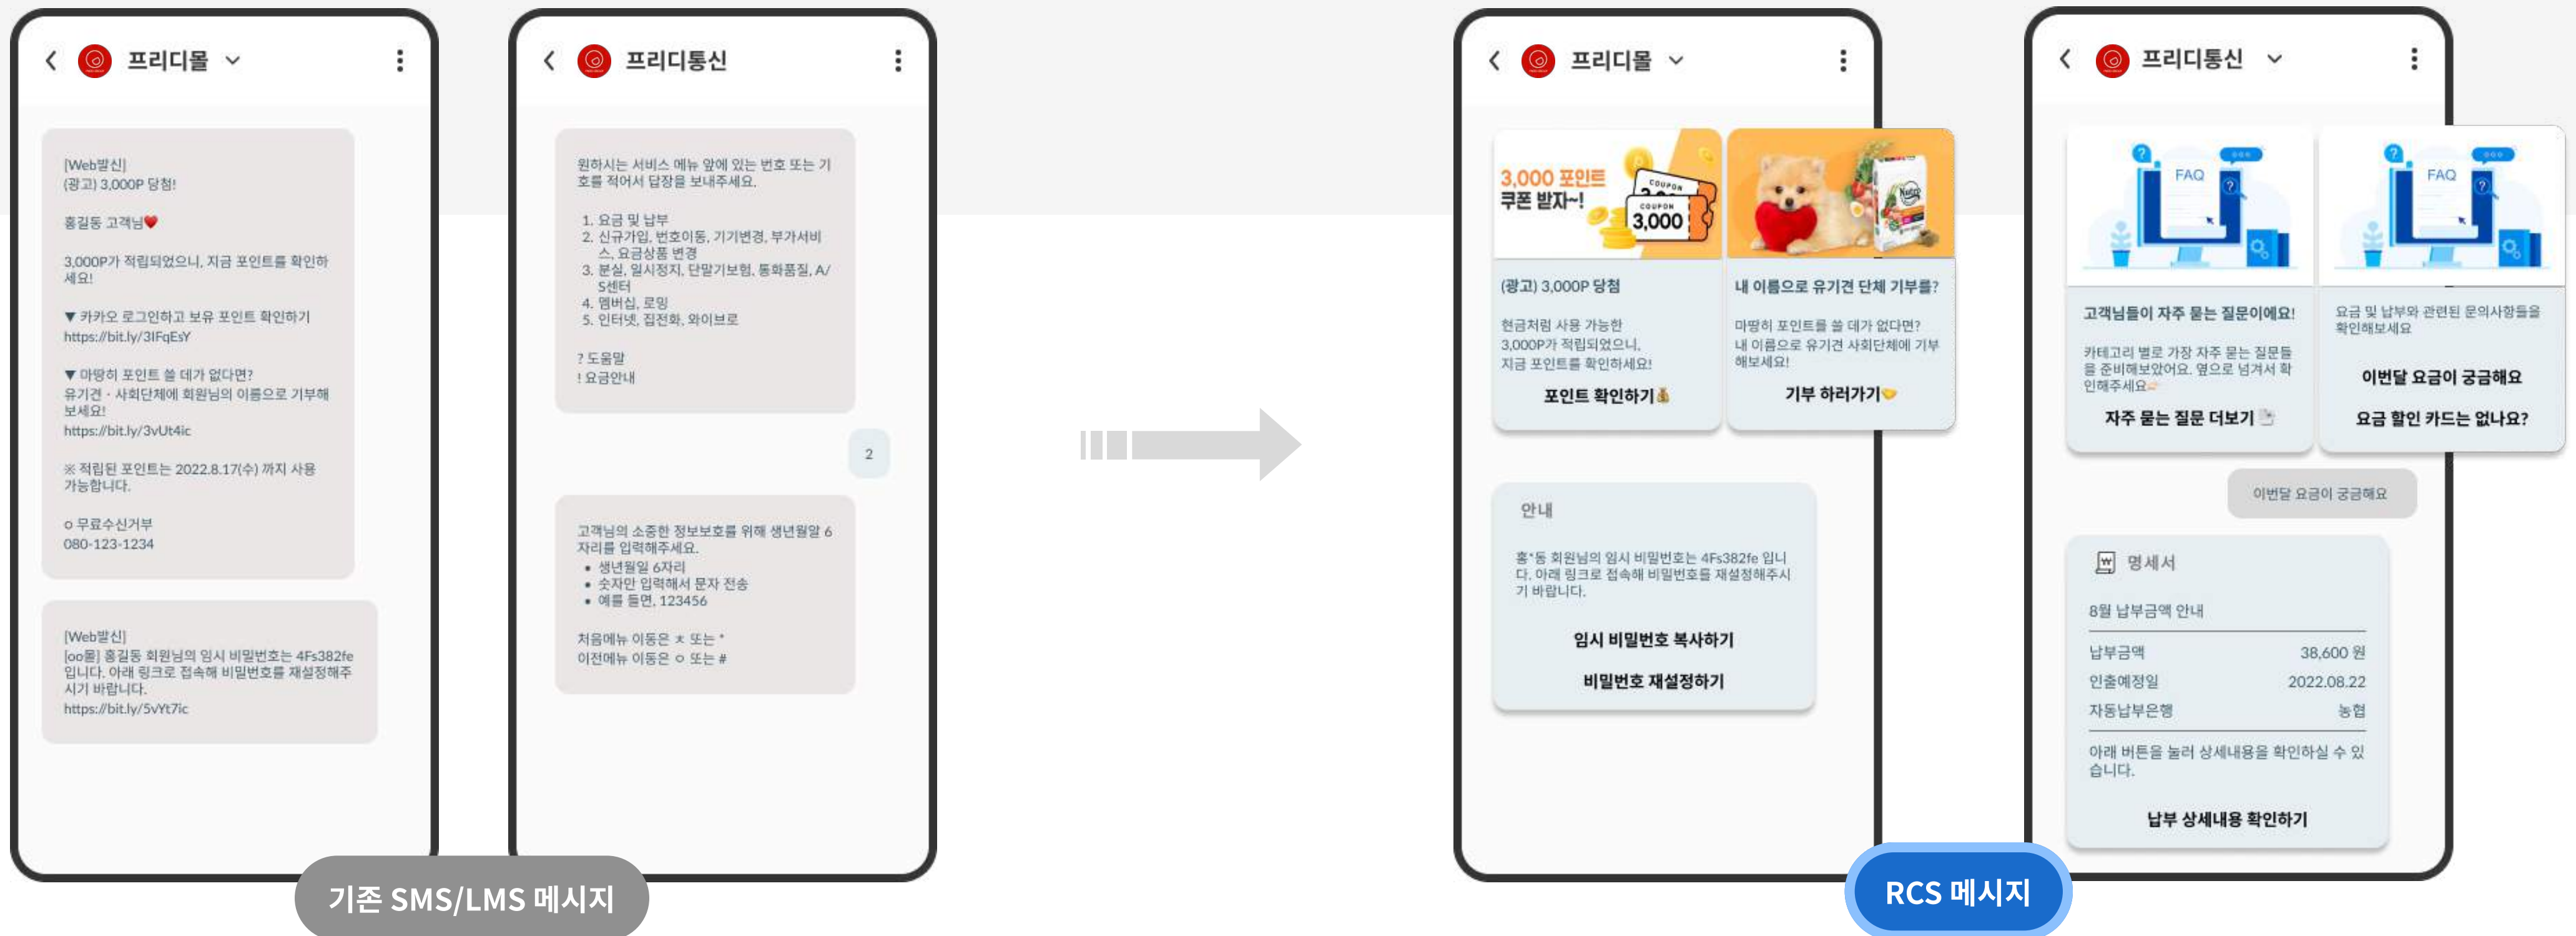 프리디몰
[Web발신]
(광고) 3,000P 당첨!
홍길동 고객님❤
3,000P가 적립되었으니, 지금 포인트를 확인하
세요!
▼ 카카오 로그인하고 보유 포인트 확인하기
https://bit.ly/3IFqEsY
▼ 마땅히 포인트 쓸 데가 없다면?
유기견 · 사회단체에 회원님의 이름으로 기부해
보세요!
https://bit.ly/3vUt4ic
※ 적립된 포인트는 2022.8.17(수) 까지 사용
가능합니다.
o 무료수신거부
080-123-1234
[Web발신]
[oo몰] 홍길동 회원님의 임시 비밀번호는 4Fs382fe
입니다. 아래 링크로 접속해 비밀번호를 재설정해주
시기 바랍니다.
https://bit.ly/5vYt7ic
프리디통신
원하시는 서비스 메뉴 앞에 있는 번호 또는 기
호를 적어서 답장을 보내주세요.
1. 요금 및 납부
2. 신규가입, 번호이동, 기기변경, 부가서비
스, 요금상품 변경
3. 분실, 일시정지, 단말기보험, 통화품질, A/
S센터
4. 멤버십, 로밍
5. 인터넷, 집전화, 와이브로
? 도움말
! 요금안내
2
고객님의 소중한 정보보호를 위해 생년월알 6
자리를 입력해주세요.
• 생년월일 6자리
• 숫자만 입력해서 문자 전송
• 예를 들면, 123456
처음메뉴 이동은 ㅊ 또는 *
이전메뉴 이동은 ㅇ 또는 #
기존 SMS/LMS 메시지
프리디몰
3,000 포인트
쿠폰 받자~!
COUPON
COUPON
3,000
(광고) 3,000P 당첨
현금처럼 사용 가능한
3,000P가 적립되었으니,
지금 포인트를 확인하세요!
포인트 확인하기💰
Nutro
내 이름으로 유기견 단체 기부를?
마땅히 포인트를 쓸 데가 없다면?
내 이름으로 유기견 사회단체에 기부
해보세요!
기부 하러가기🤝
안내
홍*동 회원님의 임시 비밀번호는 4Fs382fe 입니
다. 아래 링크로 접속해 비밀번호를 재설정해주시
기 바랍니다.
임시 비밀번호 복사하기
비밀번호 재설정하기
프리디통신
FAQ
고객님들이 자주 묻는 질문이에요!
카테고리 별로 가장 자주 묻는 질문들
을 준비해보았어요. 옆으로 넘겨서 확
인해주세요👉🏻
자주 묻는 질문 더보기
FAQ
요금 및 납부와 관련된 문의사항들을
확인해보세요
이번달 요금이 궁금해요
요금 할인 카드는 없나요?
이번달 요금이 궁금해요
명세서
8월 납부금액 안내
납부금액 38,600 원
인출예정일 2022.08.22
자동납부은행 농협
아래 버튼을 눌러 상세내용을 확인하실 수 있
습니다.
납부 상세내용 확인하기
RCS 메시지